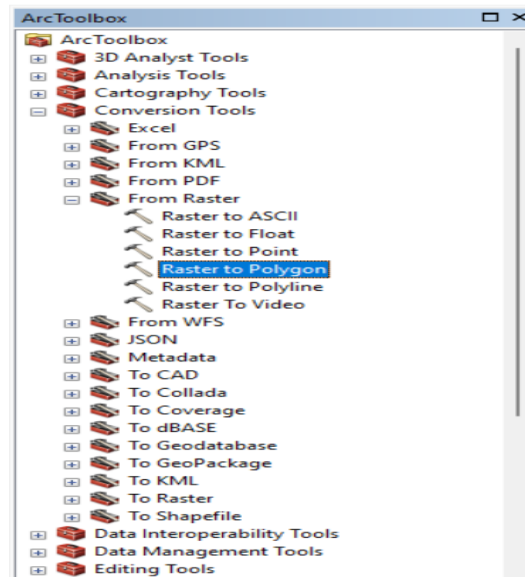 ArcToolbox
ArcToolbox
3D Analyst Tools
Analysis Tools
Cartography Tools
Conversion Tools
Excel
From GPS
From KML
From PDF
From Raster
Raster to ASCII
Raster to Float
Raster to Point
Raster to Polygon
Raster to Polyline
Raster To Video
From WFS
JSON
Metadata
To CAD
To Collada
To Coverage
To dBASE
To Geodatabase
To GeoPackage
To KML
To Raster
To Shapefile
Data Interoperability Tools
Data Management Tools
Editing Tools